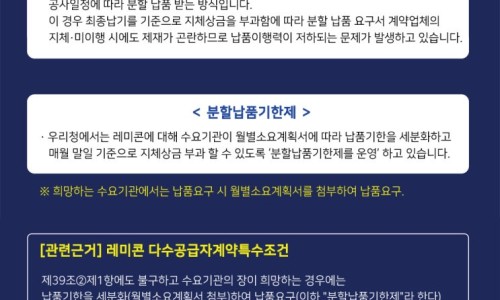 공사일정에 따라 분할 납품 받는 방식입니다.
이 경우 최종납기를 기준으로 지체상금을 부과함에 따라 분할 납품 요구서 계약업체의
지체·미이행 시에도 제재가 곤란하므로 납품이행력이 저하되는 문제가 발생하고 있습니다.
< 분할납품기한제 >
· 우리청에서는 레미콘에 대해 수요기관이 월별소요계획서에 따라 납품기한을 세분화하고
매월 말일 기준으로 지체상금 부과 할 수 있도록 '분할납품기한제를 운영' 하고 있습니다.
※ 희망하는 수요기관에서는 납품요구 시 월별소요계획서를 첨부하여 납품요구.
[관련근거] 레미콘 다수공급자계약특수조건
제39조②제1항에도 불구하고 수요기관의 장이 희망하는 경우에는
납품기한을 세분화(월별소요계획서 첨부)하여 납품요구(이하 "분할납품기한제"라 한다)